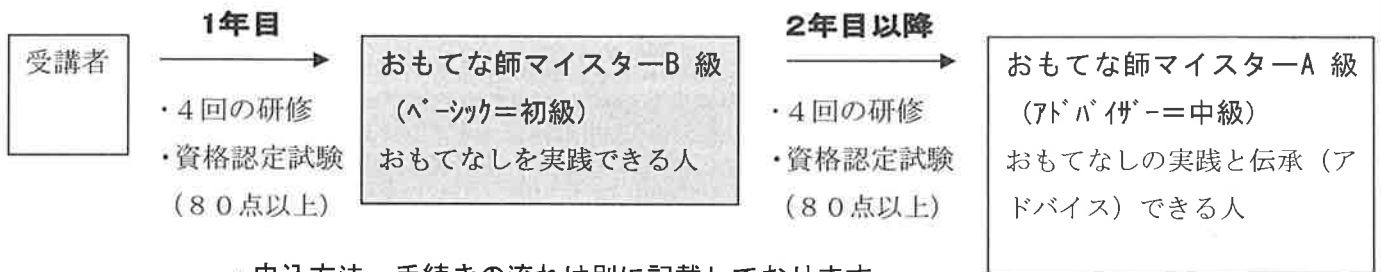 受講者
1年目
・４回の研修
・資格認定試験
（８０点以上）
おもてな師マイスターB 級
（ﾍﾞｰｼｯｸ＝初級）
おもてなしを実践できる人
2年目以降
・４回の研修
・資格認定試験
（８０点以上）
おもてな師マイスターA 級
（ｱﾄﾞﾊﾞｲｻﾞｰ＝中級）
おもてなしの実践と伝承（ア
ドバイス）できる人
申込方法、手続きの流れは別に記載しております